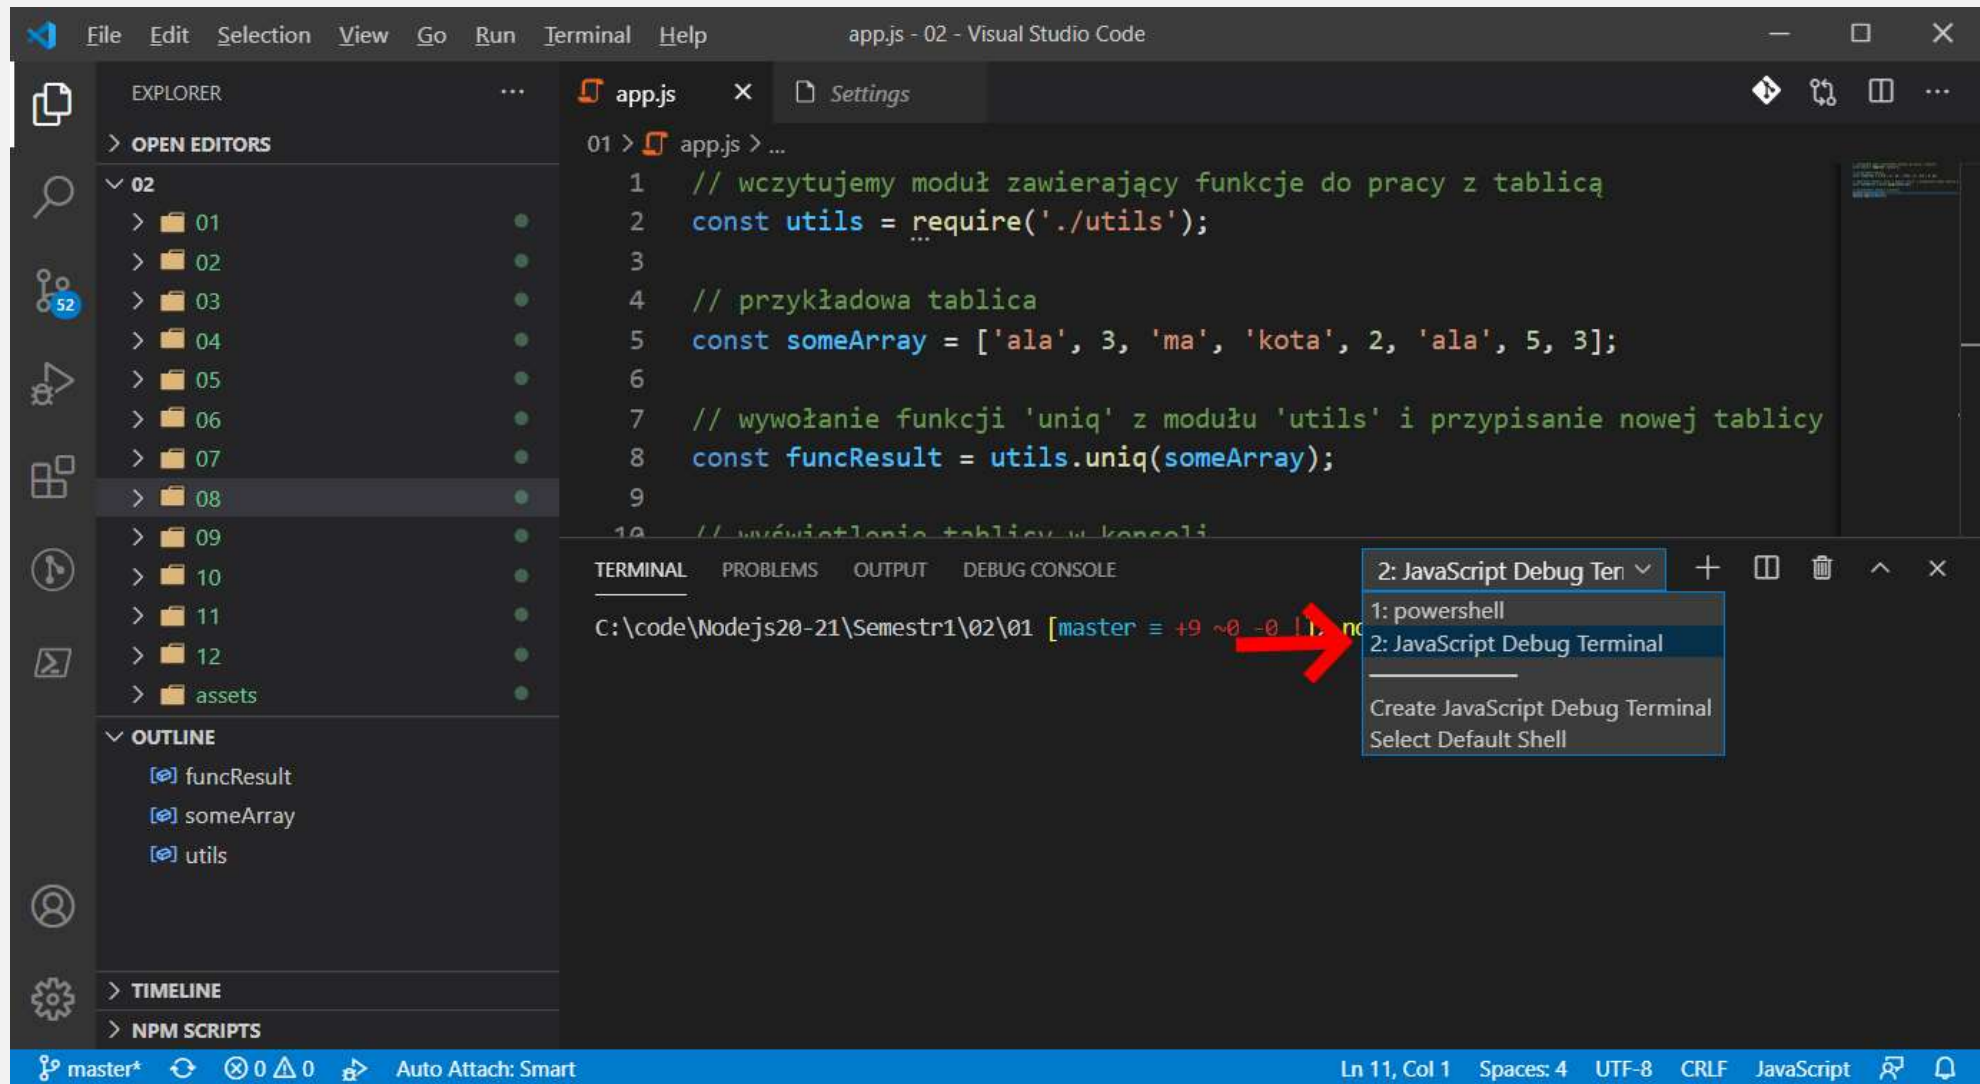 File Edit Selection View Go Run Terminal Help app.js - 02 - Visual Studio Code
EXPLORER
OPEN EDITORS
02
01
02
03
04
05
06
07
08
09
10
11
12
assets
OUTLINE
funcResult
someArray
utils
TIMELINE
NPM SCRIPTS
52
app.js Settings
01 > app.js > ...
1 // wczytujemy moduł zawierający funkcje do pracy z tablicą
2 const utils = require('./utils');
3
4 // przykładowa tablica
5 const someArray = ['ala', 3, 'ma', 'kota', 2, 'ala', 5, 3];
6
7 // wywołanie funkcji 'uniq' z modułu 'utils' i przypisanie nowej tablicy
8 const funcResult = utils.uniq(someArray);
9
10 // wyświetlenie tablicy w konsoli
TERMINAL PROBLEMS OUTPUT DEBUG CONSOLE 2: JavaScript Debug Ter
C:\code\Nodejs20-21\Semestr1\02\01 [master ≡ +9 ~0 -0 !]> no
1: powershell
2: JavaScript Debug Terminal
Create JavaScript Debug Terminal
Select Default Shell
master* 0 0 Auto Attach: Smart Ln 11, Col 1 Spaces: 4 UTF-8 CRLF JavaScript